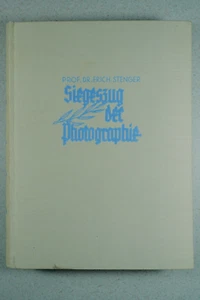 PROF. DR. ERICH STENGER
Siegeszug
der
Photographie